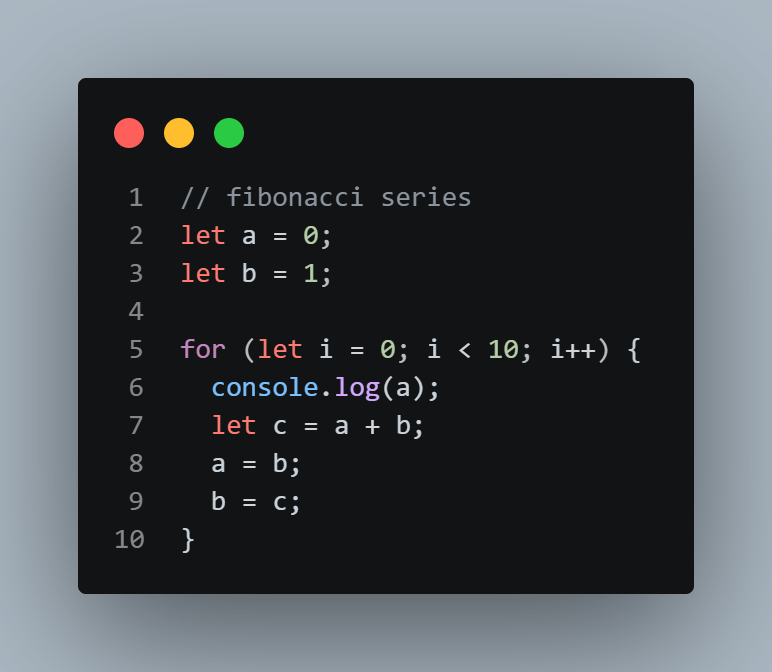 1 // fibonacci series
2 let a = 0;
3 let b = 1;
4
5 for (let i = 0; i < 10; i++) {
6   console.log(a);
7   let c = a + b;
8   a = b;
9   b = c;
10 }